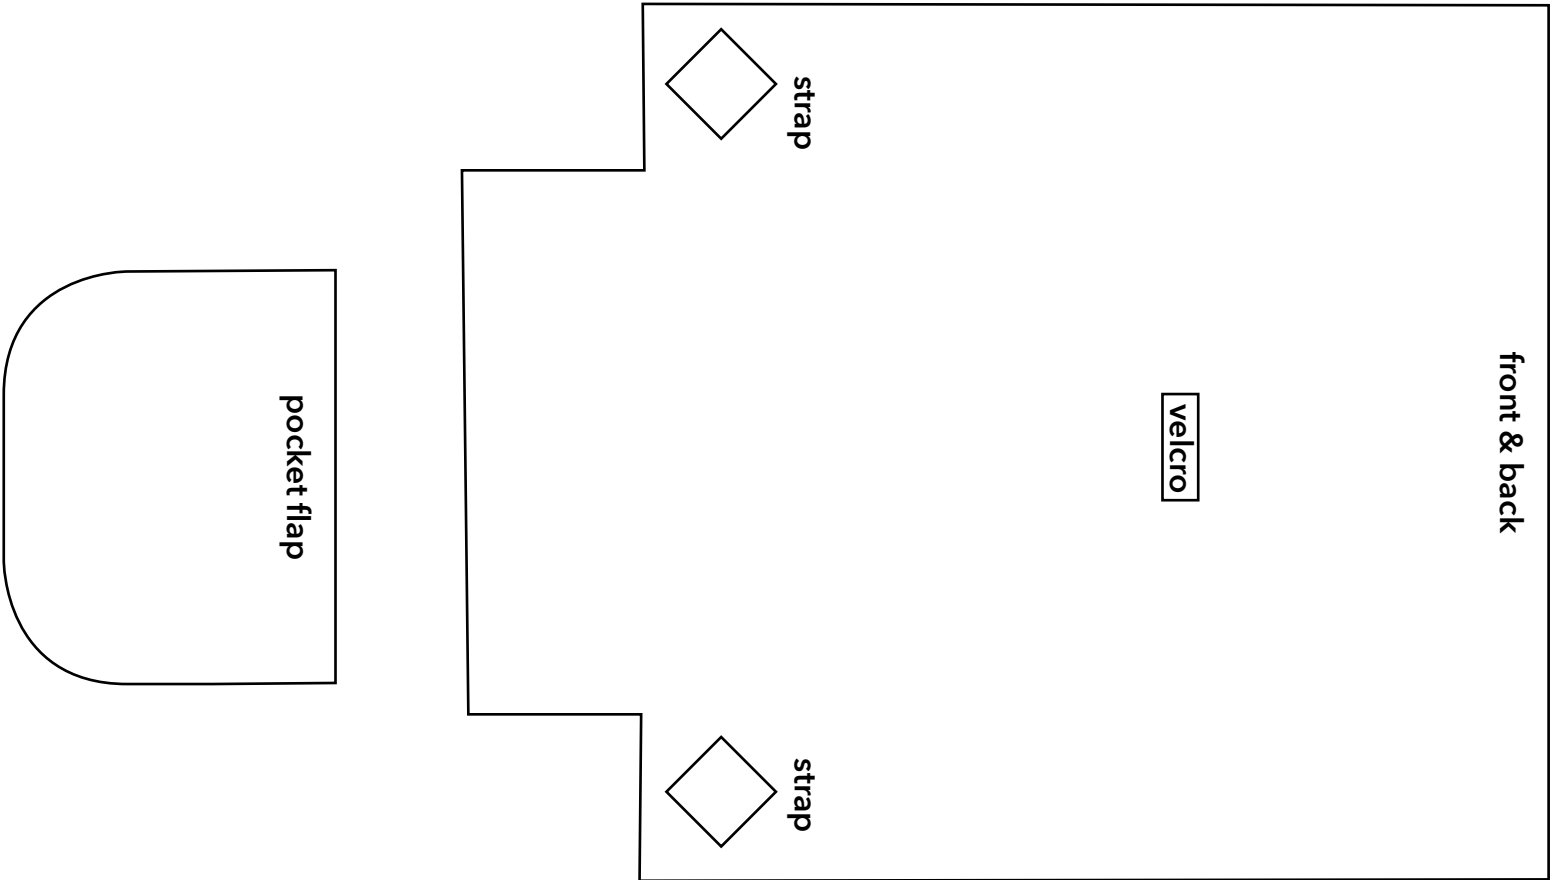 front & back
velcro
strap
strap
pocket flap